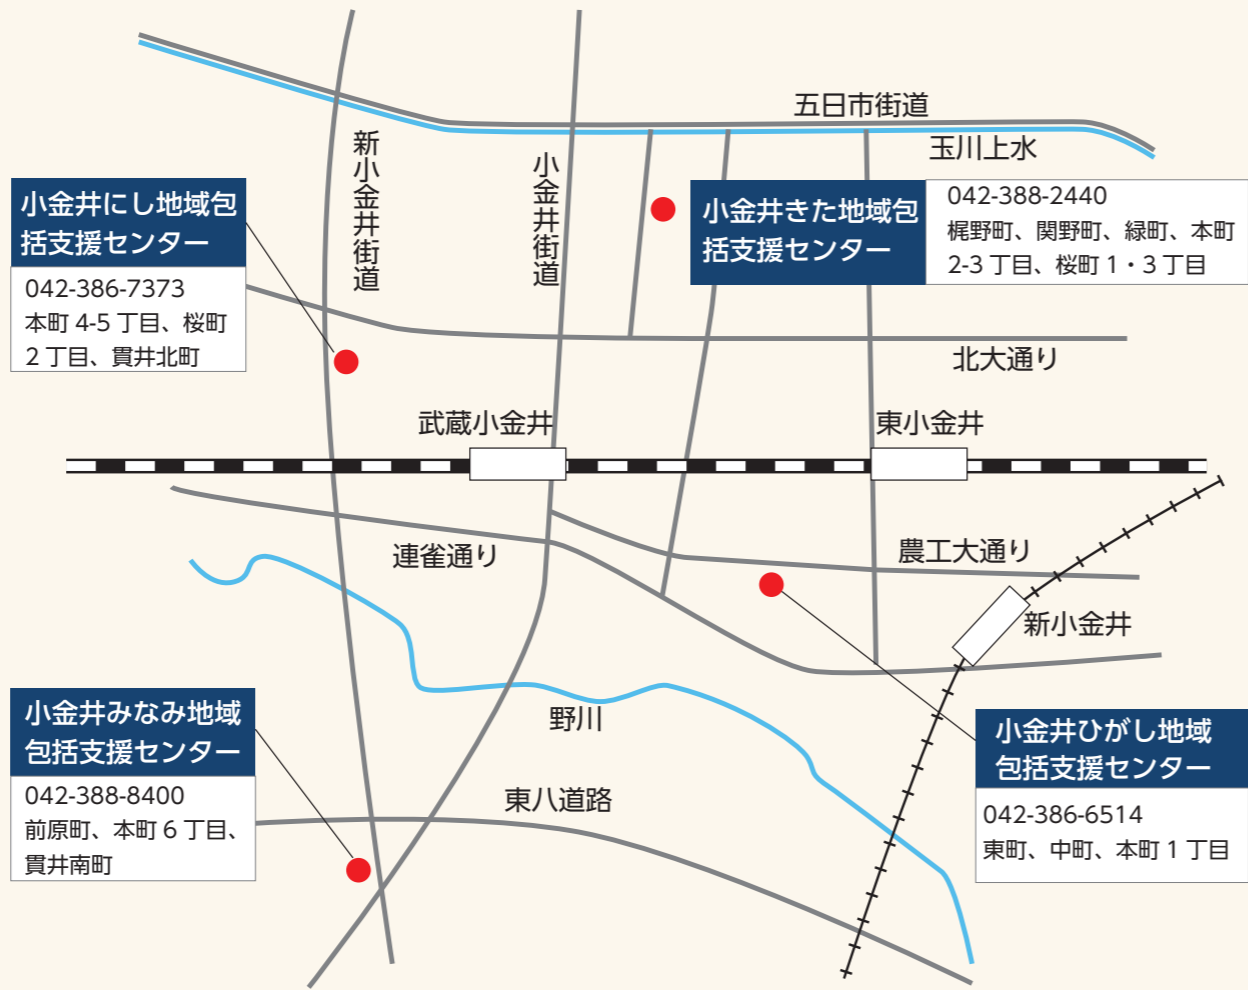 五日市街道
玉川上水
新小金井街道
小金井街道
小金井にし地域包
括支援センター
042-386-7373
本町 4-5 丁目、桜町
2 丁目、貫井北町
小金井きた地域包
括支援センター
042-388-2440
梶野町、関野町、緑町、本町
2-3 丁目、桜町 1・3 丁目
北大通り
武蔵小金井
東小金井
連雀通り
農工大通り
新小金井
野川
小金井みなみ地域
包括支援センター
042-388-8400
前原町、本町 6 丁目、
貫井南町
東八道路
小金井ひがし地域
包括支援センター
042-386-6514
東町、中町、本町 1 丁目